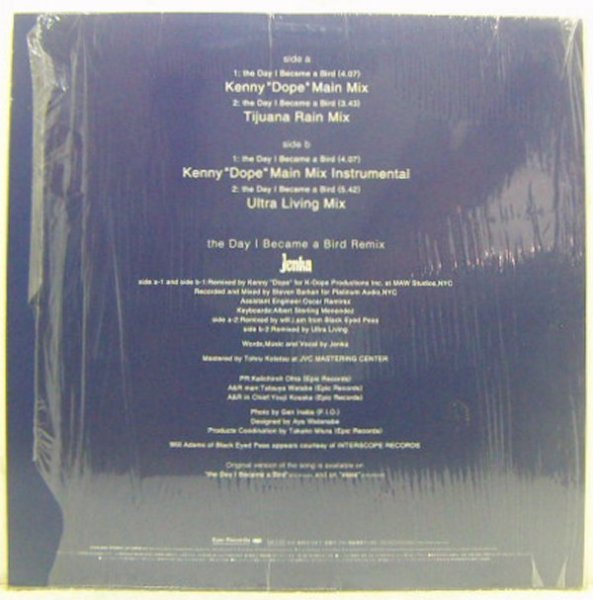 side a
1: the Day I Became a Bird (4.07)
Kenny"Dope" Main Mix
2: the Day I Became a Bird (3.43)
Tijuana Rain Mix
side b
1: the Day I Became a Bird (4.07)
Kenny"Dope" Main Mix Instrumental
2: the Day I Became a Bird (5.42)
Ultra Living Mix
the Day I Became a Bird Remix
Jenka
side a-1 and side b-1:Remixed by Kenny "Dope" for K-Dope Productions Inc. at MAW Studios,NYC
Recorded and Mixed by Steven Barkan for Platinum Audio,NYC
Assistant Engineer:Oscar Ramirez
Keyboards:Albert Sterling Menendez
side a-2:Remixed by will.i.am from Black Eyed Peas
side b-2:Remixed by Ultra Living
Words,Music and Vocal by Jenka
Mastered by Tohru Kotetsu at JVC MASTERING CENTER
PR:Keiichiroh Ohta (Epic Records)
A&R man:Tatsuya Watabe (Epic Records)
A&R in Chief:Youji Kosaka (Epic Records)
Photo by Gen Inaba (F.I.O.)
Designed by Aya Watanabe
Products Coordination by Takako Miura (Epic Records)
Will Adams of Black Eyed Peas appears courtesy of INTERSCOPE RECORDS
Original version of the song is available on
"the Day I Became a Bird" and on
Epic Records